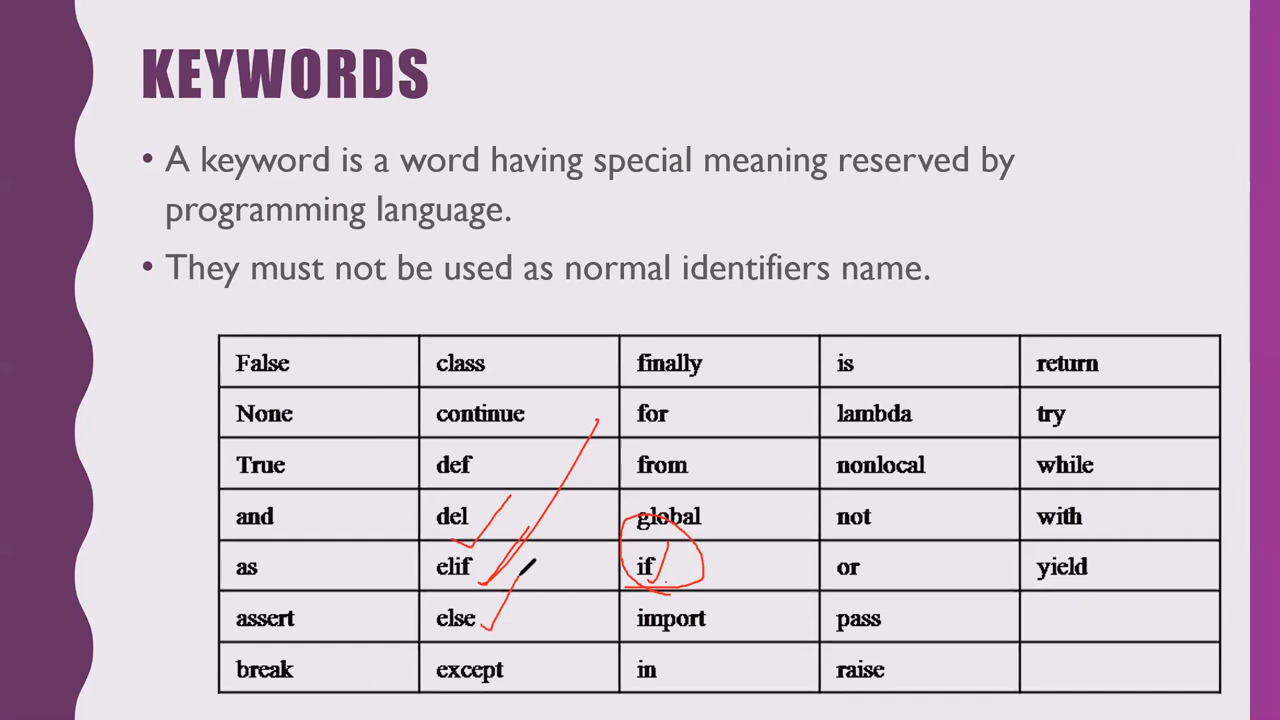 KEYWORDS
• A keyword is a word having special meaning reserved by
programming language.
• They must not be used as normal identifiers name.
False class finally is return
None continue for lambda try
True def from nonlocal while
and del global not with
as elif if or yield
assert else import pass
break except in raise